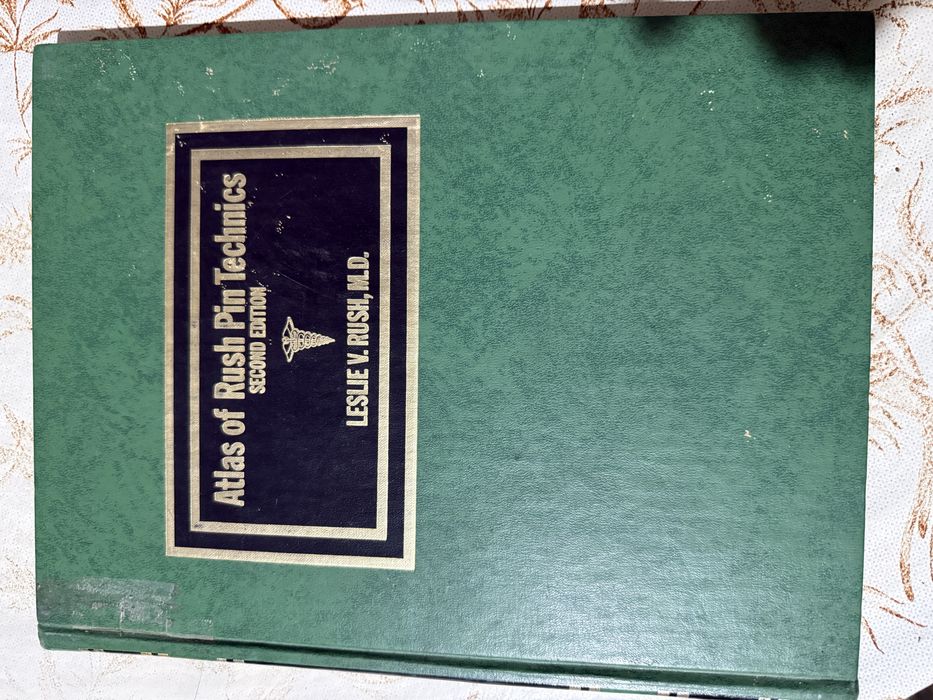 Atlas of Rush Pin Technics
SECOND EDITION
LESLIE V. RUSH, M.D.